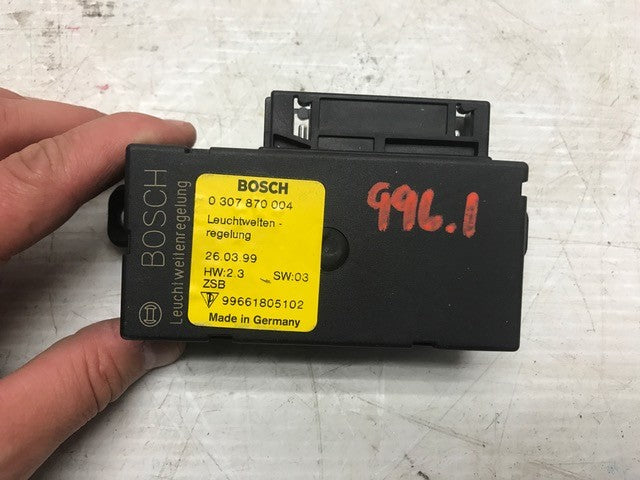 BOSCH
Leuchtweitenregelung
BOSCH
0 307 870 004
Leuchtweiten -
regelung
26.03.99
HW:2.3 SW:03
ZSB
99661805102
Made in Germany
996.1